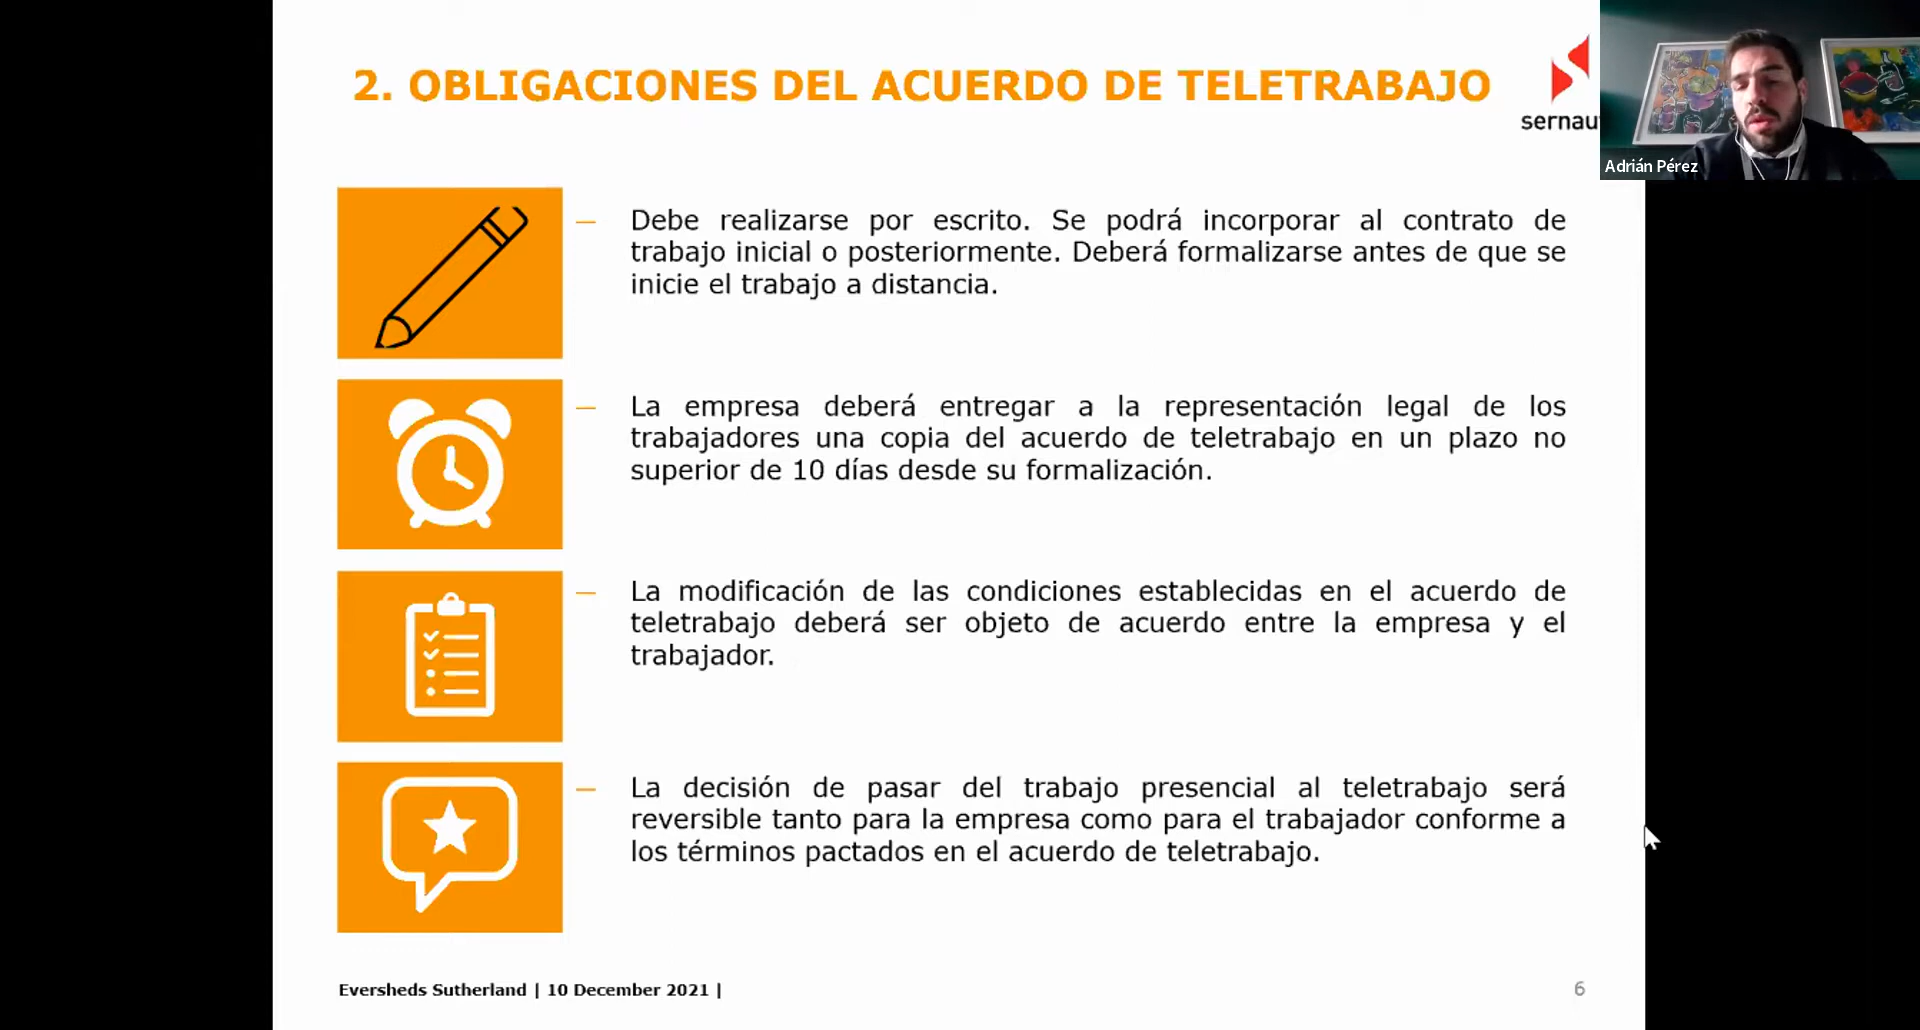 2. OBLIGACIONES DEL ACUERDO DE TELETRABAJO
Adrián Pérez
Debe realizarse por escrito. Se podrá incorporar al contrato de
trabajo inicial o posteriormente. Deberá formalizarse antes de que se
inicie el trabajo a distancia.
La empresa deberá entregar a la representación legal de los
trabajadores una copia del acuerdo de teletrabajo en un plazo no
superior de 10 días desde su formalización.
La modificación de las condiciones establecidas en el acuerdo de
teletrabajo deberá ser objeto de acuerdo entre la empresa y el
trabajador.
La decisión de pasar del trabajo presencial al teletrabajo será
reversible tanto para la empresa como para el trabajador conforme a
los términos pactados en el acuerdo de teletrabajo.
Eversheds Sutherland | 10 December 2021 |
6